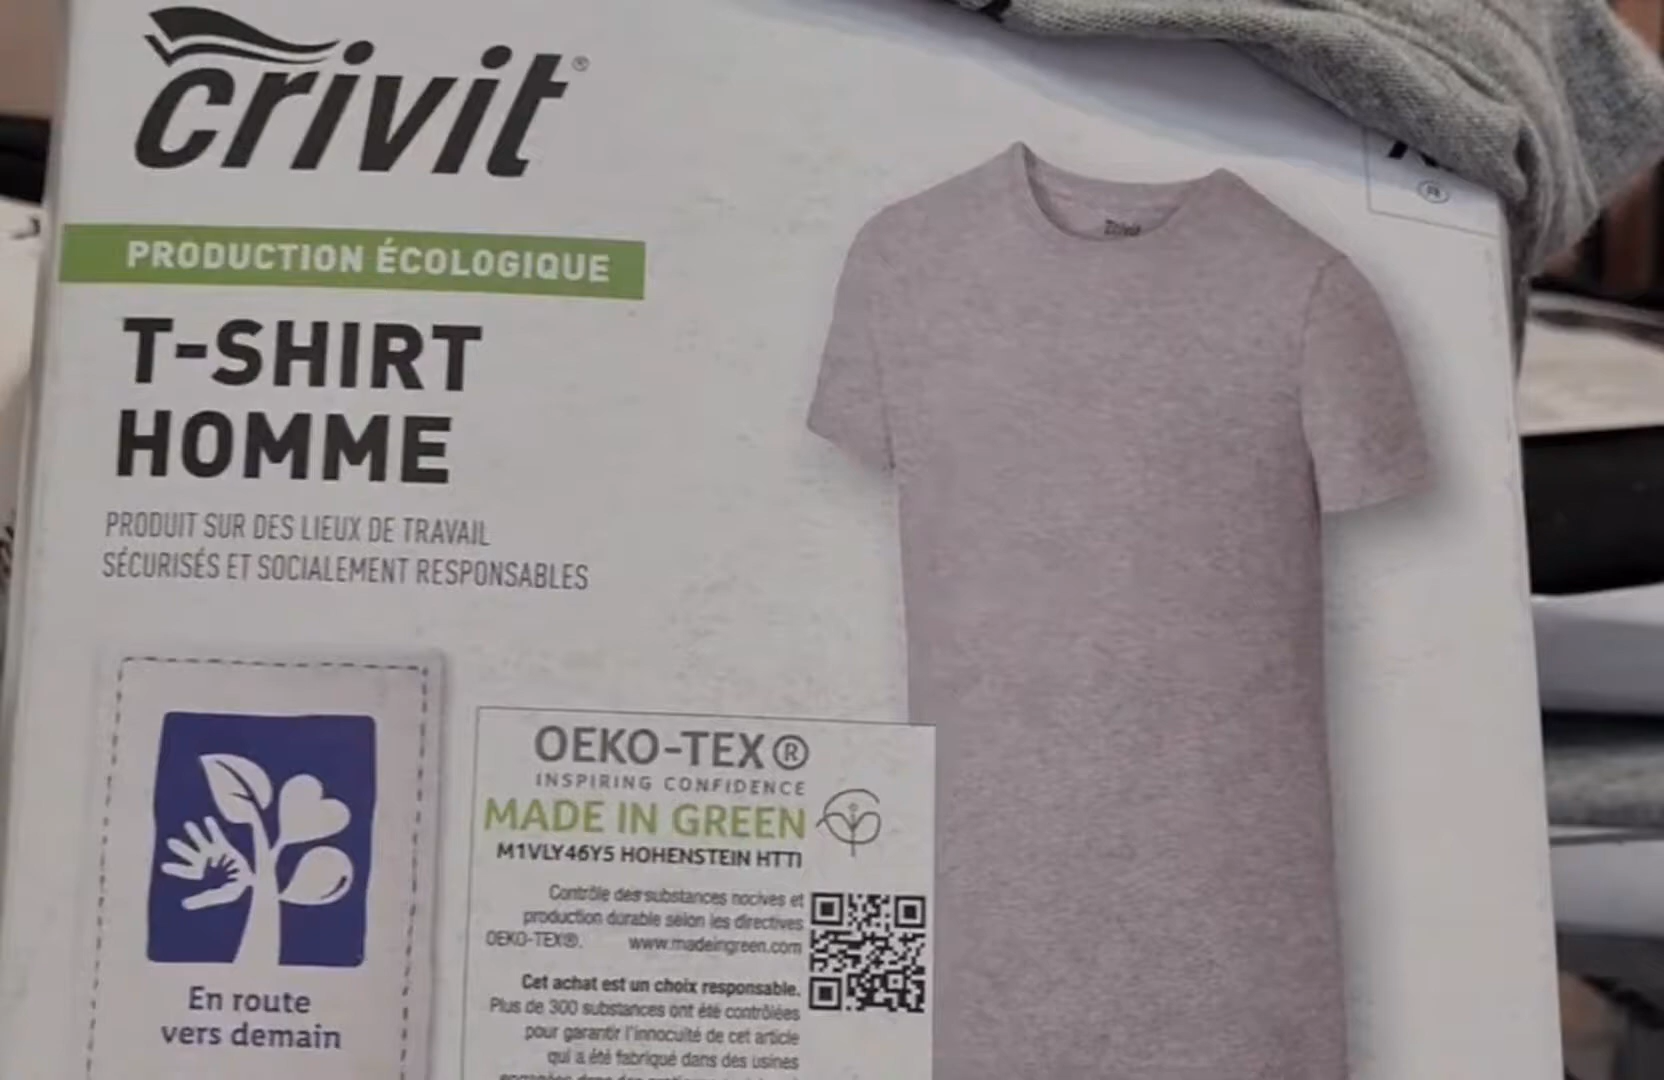 crivit®
PRODUCTION ÉCOLOGIQUE
T-SHIRT
HOMME
PRODUIT SUR DES LIEUX DE TRAVAIL
SÉCURISÉS ET SOCIALEMENT RESPONSABLES
crivit
®
En route
vers demain
OEKO-TEX®
INSPIRING CONFIDENCE
MADE IN GREEN
M1VLY46Y5 HOHENSTEIN HTTI
Contrôle des substances nocives et
production durable selon les directives
OEKO-TEX®. www.madeingreen.com
Cet achat est un choix responsable.
Plus de 300 substances ont été contrôlées
pour garantir l'innocuité de cet article
qui a été fabriqué dans des usines